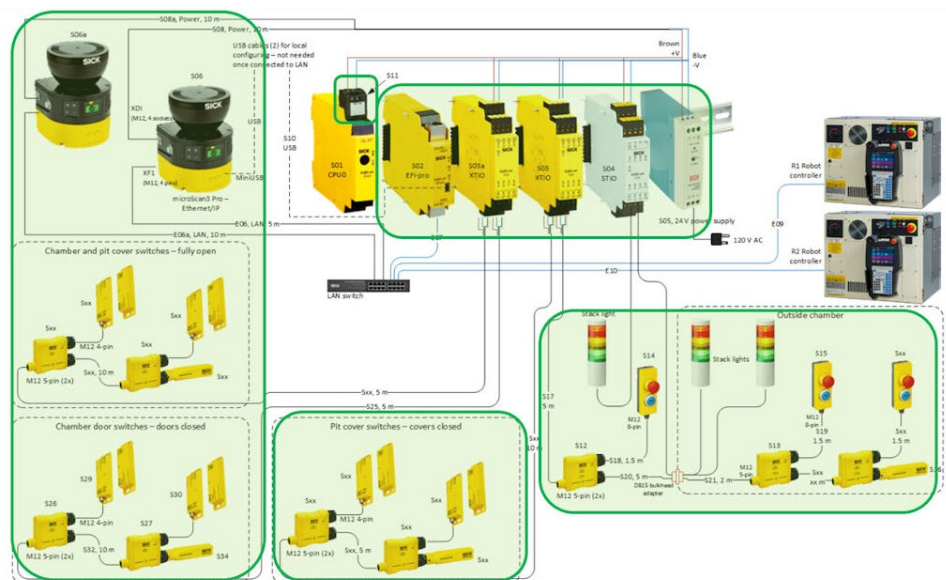 S08a, Power, 10 m
S08, Power, 10 m
S06a
S06
SICK
SICK
USB cables (2) for local
configuring – not needed
once connected to LAN
XDI
(M12, 4 sockets)
USB
S10
USB
XF1
(M12, 4 pins)
MiniUSB
microScan3 Pro –
Ethernet/IP
E06, LAN, 5 m
E06a, LAN, 10 m
S11
Brown
+V
Blue
-V
S01
CPU0
S02
EFI-pro
S03a
XTIO
S03
XTIO
S04
STIO
S05, 24 V power supply
120 V AC
LAN switch
E09
E10
R1 Robot
controller
R2 Robot
controller
Chamber and pit cover switches – fully open
Sxx
Sxx
M12 4-pin
Sxx
Sxx, 10 m
Sxx
M12 5-pin (2x)
Sxx, 5 m
S25, 5 m
Chamber door switches – doors closed
S29
S30
S26
M12 4-pin
S27
M12 5-pin (2x)
S32, 10 m
S34
Pit cover switches – covers closed
Sxx
Sxx
Sxx
M12 4-pin
Sxx
M12 5-pin (2x)
Sxx, 5 m
Sxx
Sxx
10 m
Stack light
S14
S17
5 m
M12
8-pin
S12
S18, 1.5 m
M12 5-pin (2x)
S20, 5 m
DB15 bulkhead
adapter
Outside chamber
Stack lights
S15
Sxx
M12
8-pin
S19
1.5 m
Sxx
1.5 m
S13
M12
5-pin
S21, 2 m
Sxx
xx m
S16